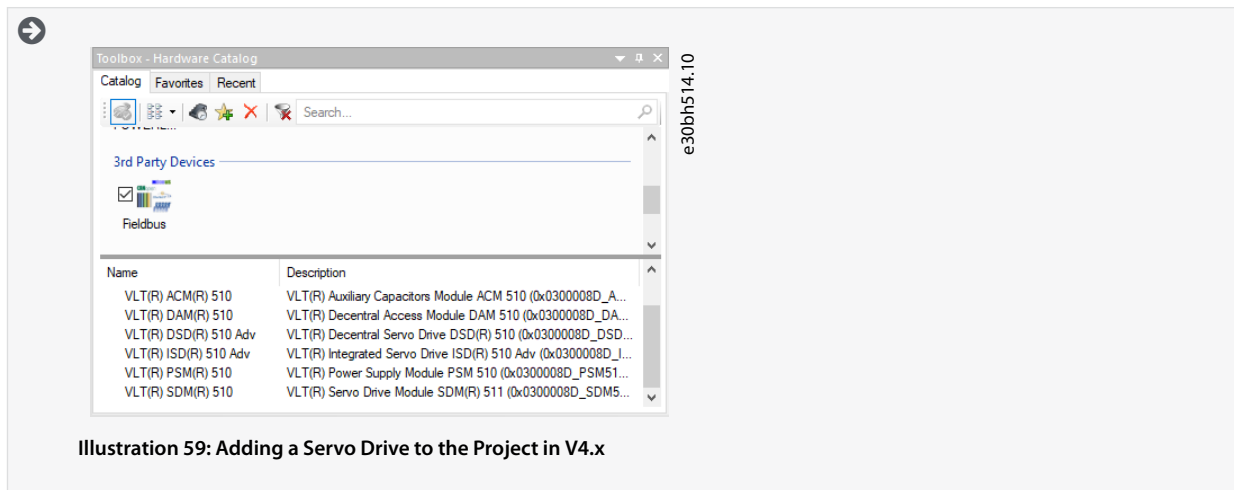 Toolbox - Hardware Catalog
Catalog Favorites Recent
Search...
3rd Party Devices
Fieldbus
Name Description
VLT(R) ACM(R) 510 VLT(R) Auxiliary Capacitors Module ACM 510 (0x0300008D_A...
VLT(R) DAM(R) 510 VLT(R) Decentral Access Module DAM 510 (0x0300008D_DA...
VLT(R) DSD(R) 510 Adv VLT(R) Decentral Servo Drive DSD(R) 510 (0x0300008D_DSD...
VLT(R) ISD(R) 510 Adv VLT(R) Integrated Servo Drive ISD(R) 510 Adv (0x0300008D_I...
VLT(R) PSM(R) 510 VLT(R) Power Supply Module PSM 510 (0x0300008D_PSM51...
VLT(R) SDM(R) 510 VLT(R) Servo Drive Module SDM(R) 511 (0x0300008D_SDM5...
e30bh514.10
Illustration 59: Adding a Servo Drive to the Project in V4.x